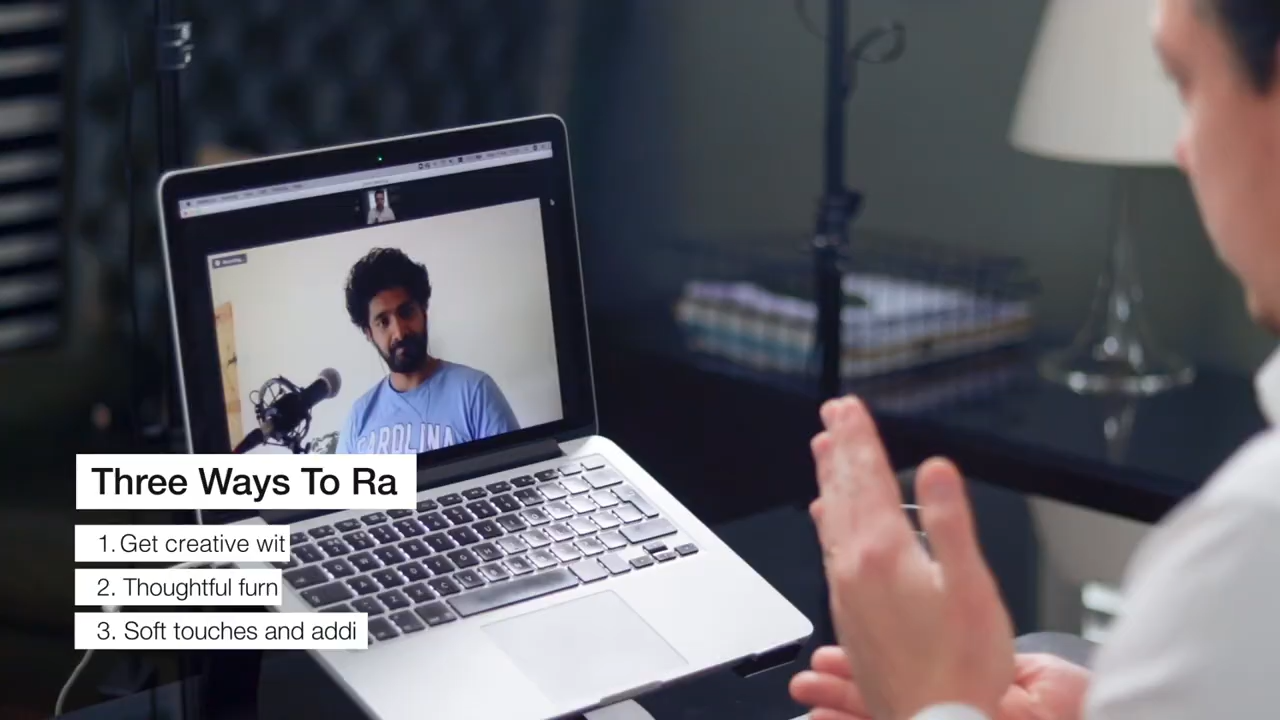 CAROLINA
Three Ways To Ra
1. Get creative wit
2. Thoughtful furn
3. Soft touches and addi